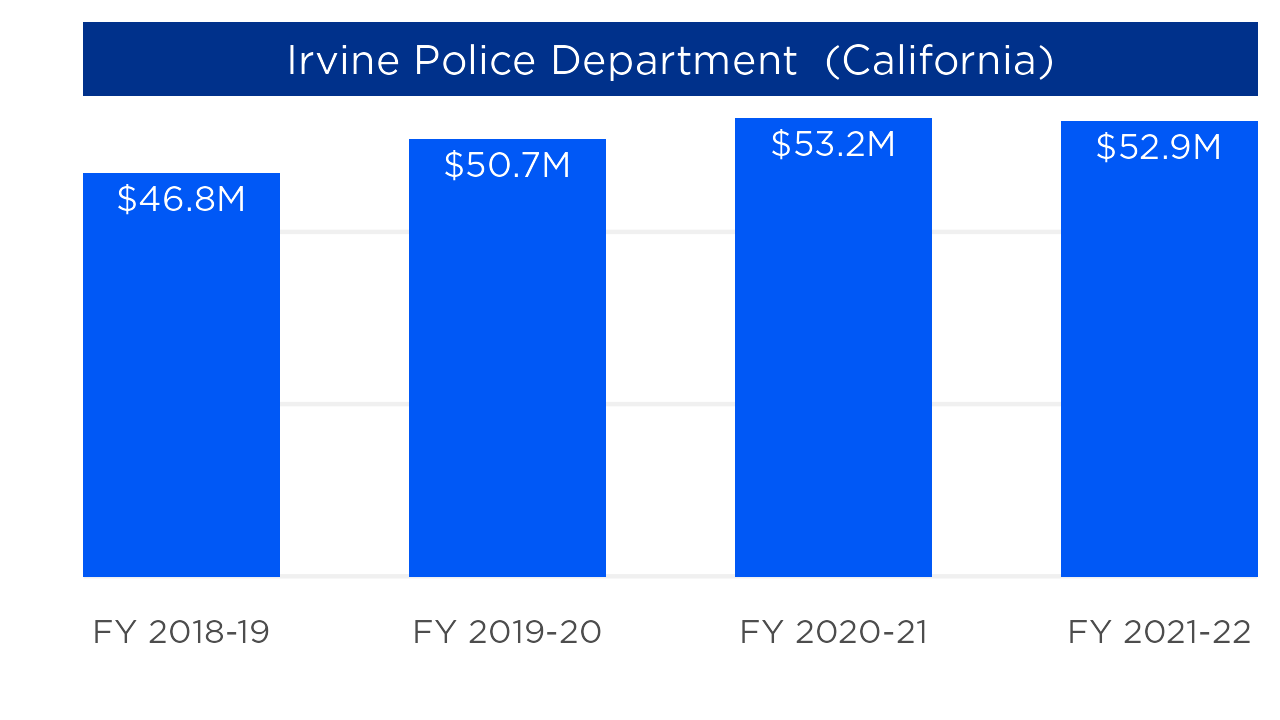 Irvine Police Department (California)
$46.8M
$50.7M
$53.2M
$52.9M
FY 2018-19
FY 2019-20
FY 2020-21
FY 2021-22